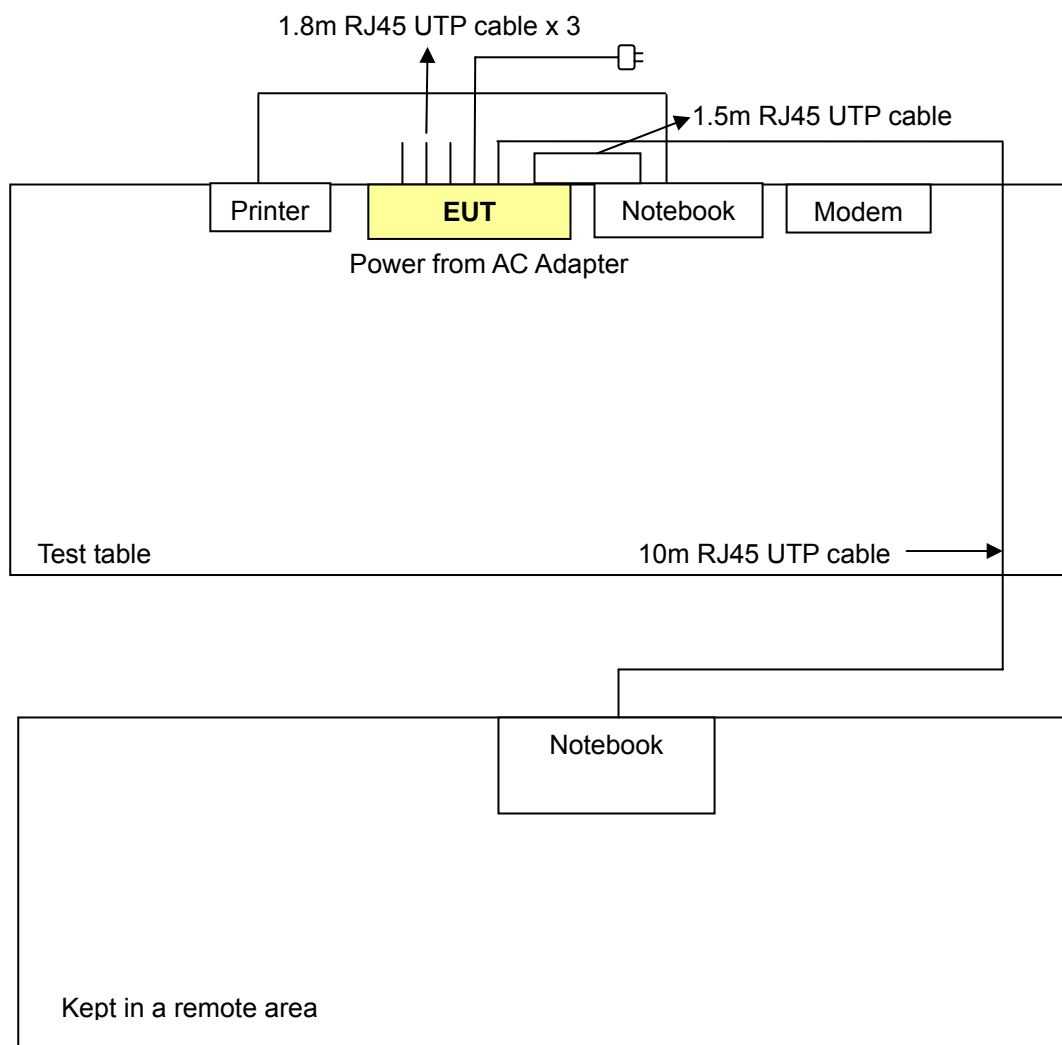 1.8m RJ45 UTP cable x 3
1.5m RJ45 UTP cable
Printer
EUT
Notebook
Modem
Power from AC Adapter
Test table
10m RJ45 UTP cable
Notebook
Kept in a remote area